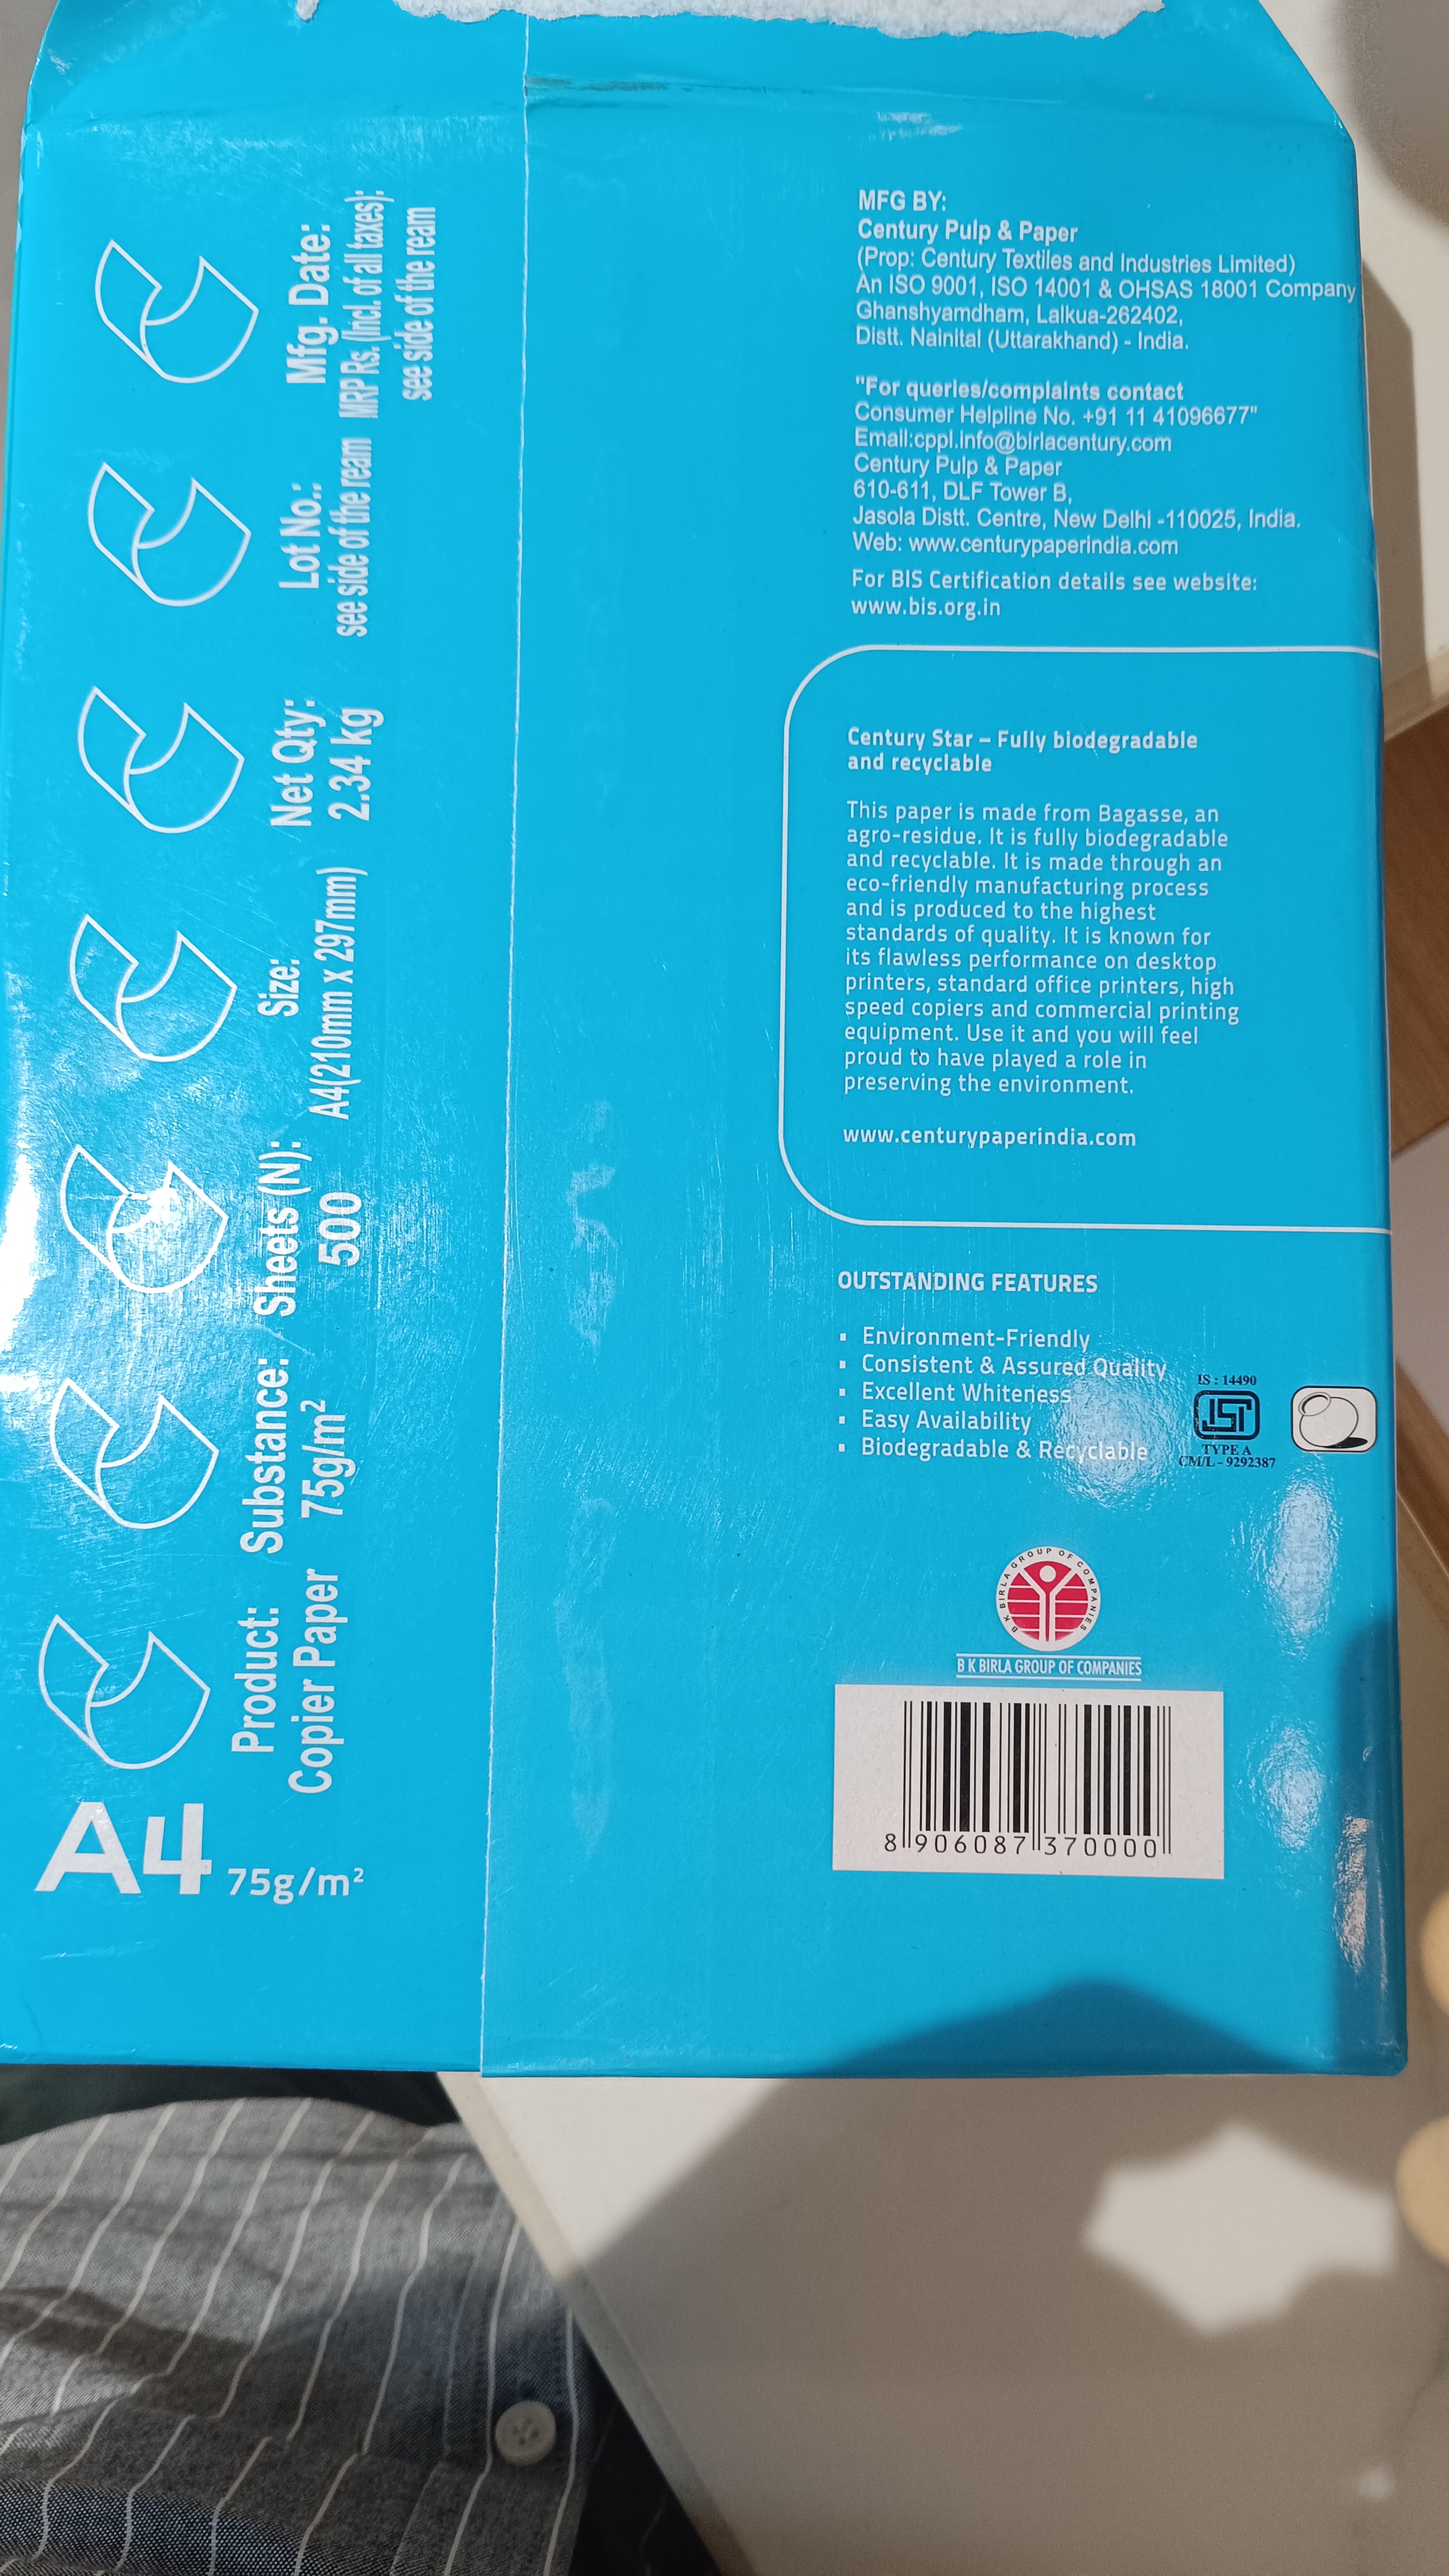 MFG BY:
Century Pulp & Paper
(Prop: Century Textiles and Industries Limited)
An ISO 9001, ISO 14001 & OHSAS 18001 Company
Ghanshyamdham, Lalkua-262402,
Distt. Nainital (Uttarakhand) - India.
"For queries/complaints contact
Consumer Helpline No. +91 11 41096677"
Email:cppl.info@birlacentury.com
Century Pulp & Paper
610-611, DLF Tower B,
Jasola Distt. Centre, New Delhi -110025, India.
Web: www.centurypaperindia.com
For BIS Certification details see website:
www.bis.org.in
Century Star – Fully biodegradable
and recyclable
This paper is made from Bagasse, an
agro-residue. It is fully biodegradable
and recyclable. It is made through an
eco-friendly manufacturing process
and is produced to the highest
standards of quality. It is known for
its flawless performance on desktop
printers, standard office printers, high
speed copiers and commercial printing
equipment. Use it and you will feel
proud to have played a role in
preserving the environment.
www.centurypaperindia.com
OUTSTANDING FEATURES
▪ Environment-Friendly
▪ Consistent & Assured Quality
▪ Excellent Whiteness
▪ Easy Availability
▪ Biodegradable & Recyclable
IS : 14490
ISI
TYPE A
CM/L - 9292387
B K BIRLA GROUP OF COMPANIES
B K BIRLA GROUP OF COMPANIES
8 906087 370000
A4 75g/m²
Product:
Copier Paper
Substance:
75g/m²
Sheets (N):
500
Size:
A4(210mm x 297mm)
Net Qty:
2.34 kg
Lot No.:
see side of the ream
Mfg. Date:
MRP Rs. (Incl. of all taxes):
see side of the ream